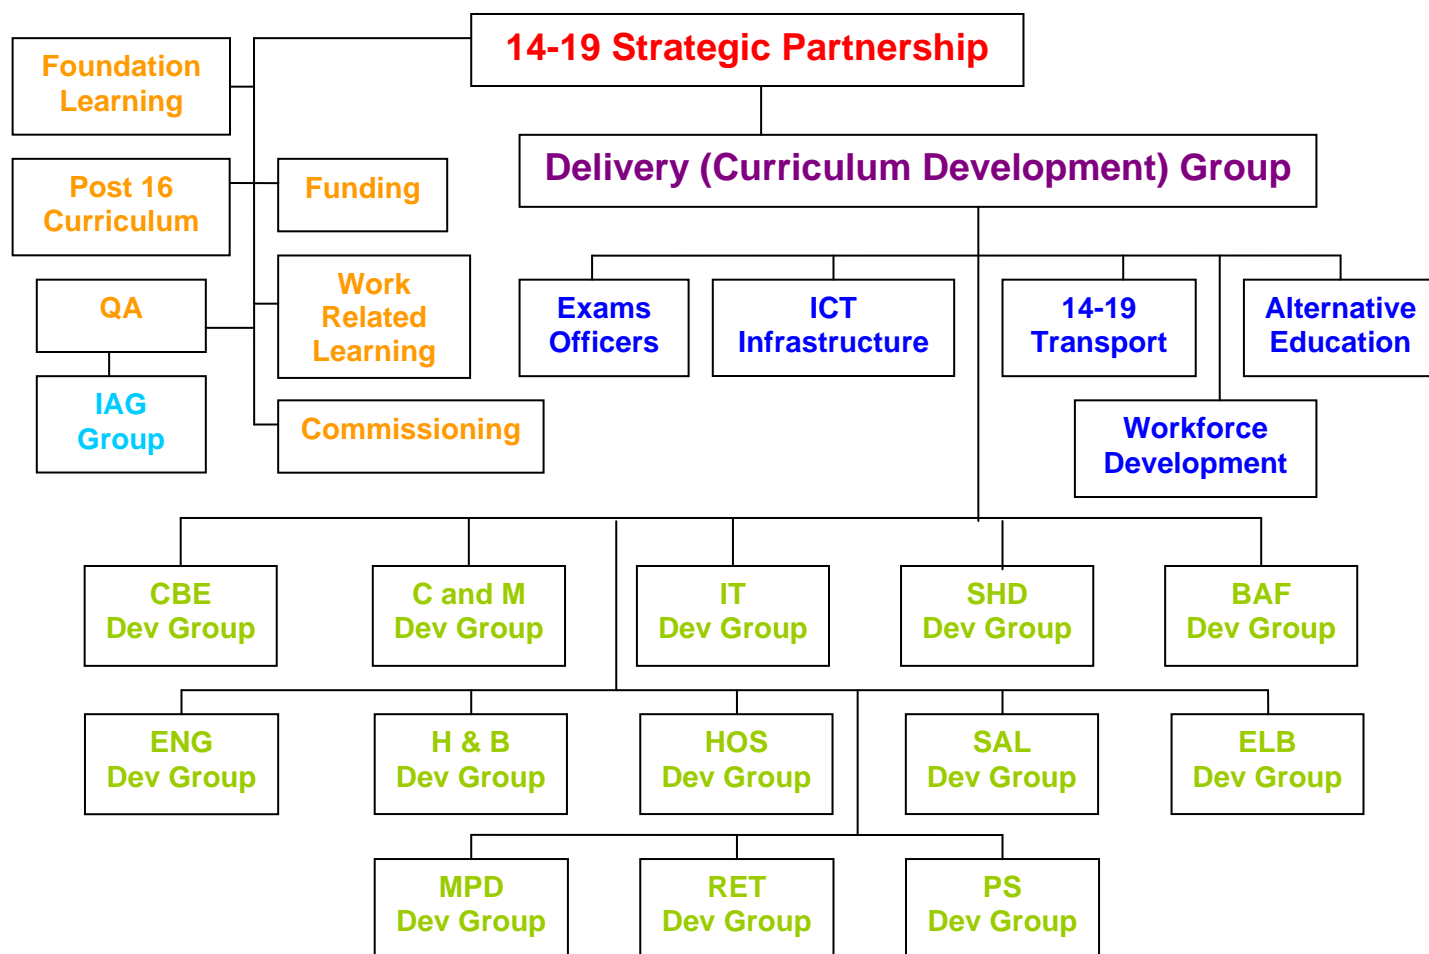 14-19 Strategic Partnership
Foundation
Learning
Delivery (Curriculum Development) Group
Post 16
Curriculum
Funding
QA
Work
Related
Learning
Exams
Officers
ICT
Infrastructure
14-19
Transport
Alternative
Education
IAG
Group
Commissioning
Workforce
Development
CBE
Dev Group
C and M
Dev Group
IT
Dev Group
SHD
Dev Group
BAF
Dev Group
ENG
Dev Group
H & B
Dev Group
HOS
Dev Group
SAL
Dev Group
ELB
Dev Group
MPD
Dev Group
RET
Dev Group
PS
Dev Group